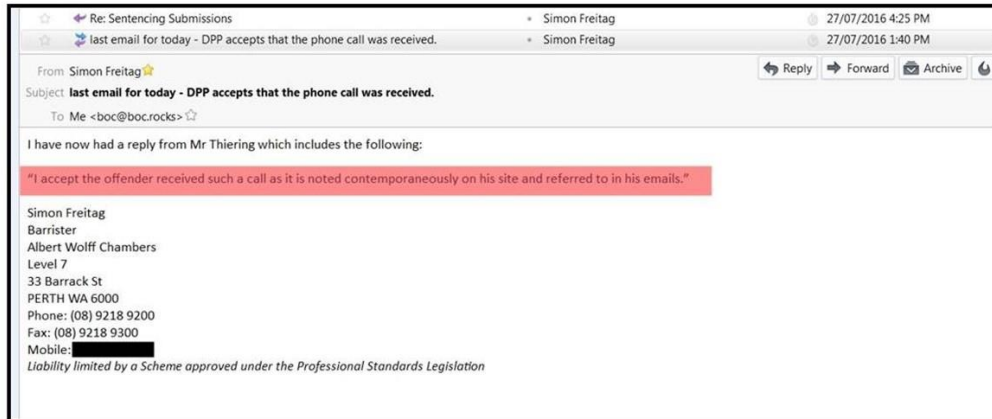 Re: Sentencing Submissions • Simon Freitag 27/07/2016 4:25 PM
last email for today - DPP accepts that the phone call was received. • Simon Freitag 27/07/2016 1:40 PM
From Simon Freitag Reply Forward Archive
Subject last email for today - DPP accepts that the phone call was received.
To Me <boc@boc.rocks>
I have now had a reply from Mr Thiering which includes the following:
“I accept the offender received such a call as it is noted contemporaneously on his site and referred to in his emails.”
Simon Freitag
Barrister
Albert Wolff Chambers
Level 7
33 Barrack St
PERTH WA 6000
Phone: (08) 9218 9200
Fax: (08) 9218 9300
Mobile:
Liability limited by a Scheme approved under the Professional Standards Legislation